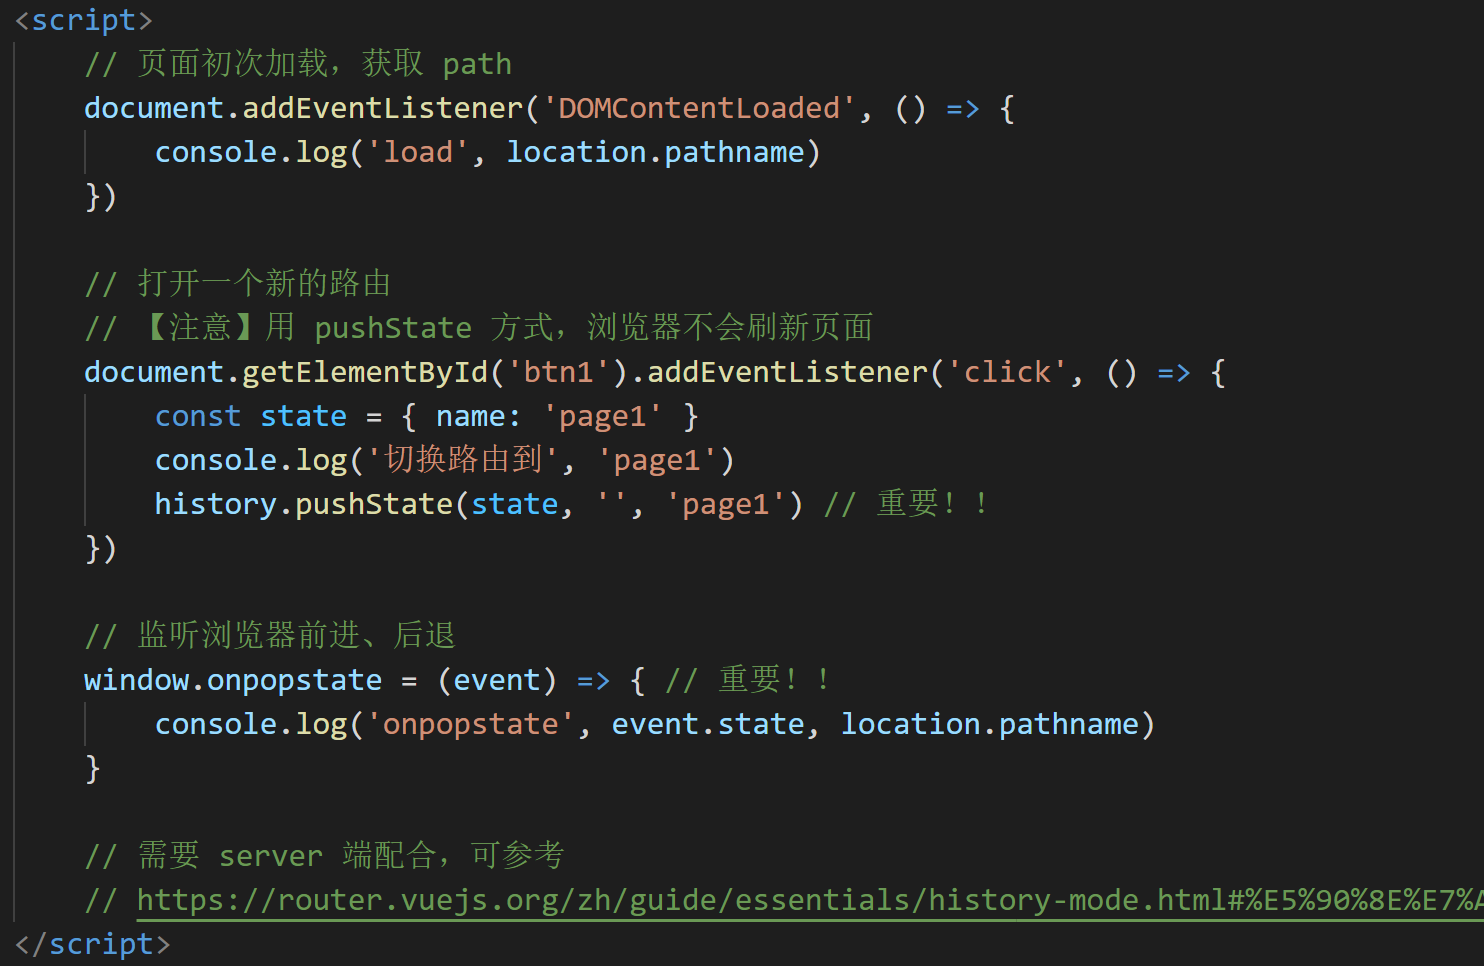 <script>
// 页面初次加载，获取 path
document.addEventListener('DOMContentLoaded', () => {
console.log('load', location.pathname)
})
// 打开一个新的路由
// 【注意】用 pushState 方式，浏览器不会刷新页面
document.getElementById('btn1').addEventListener('click', () => {
const state = { name: 'page1' }
console.log('切换路由到', 'page1')
history.pushState(state, '', 'page1') // 重要！！
})
// 监听浏览器前进、后退
window.onpopstate = (event) => { // 重要！！
console.log('onpopstate', event.state, location.pathname)
}
// 需要 server 端配合，可参考
// https://router.vuejs.org/zh/guide/essentials/history-mode.html#%E5%90%8E%E7%A
</script>